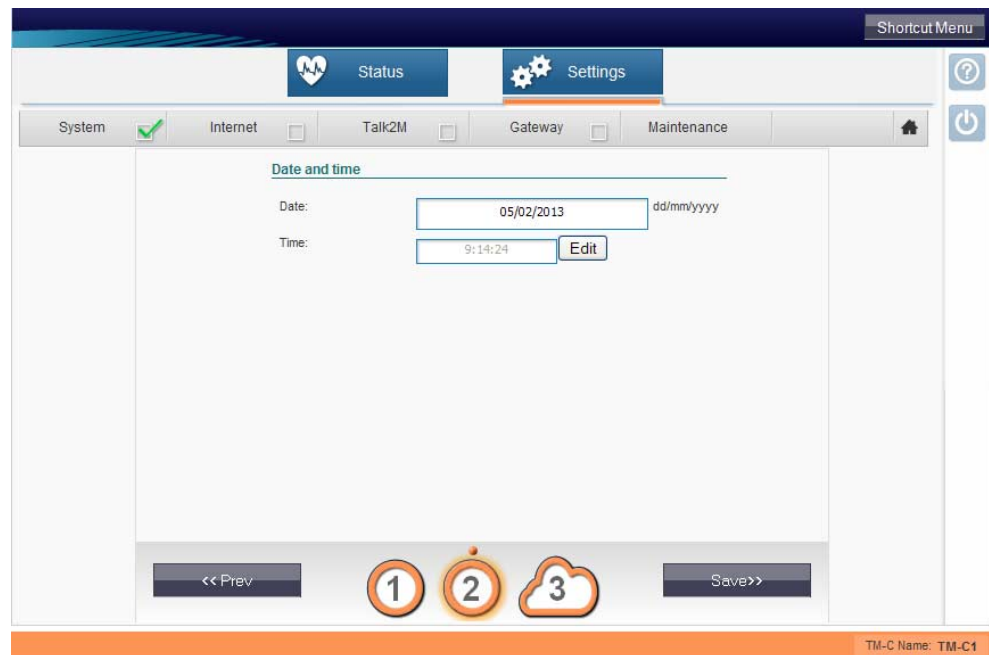 Shortcut Menu
Status
Settings
System
Internet
Talk2M
Gateway
Maintenance
Date and time
Date:
05/02/2013
dd/mm/yyyy
Time:
9:14:24
Edit
<< Prev
1
2
3
Save>>
TM-C Name: TM-C1